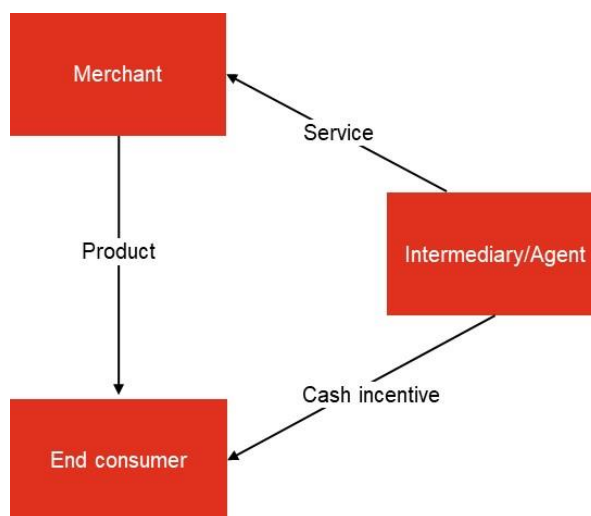 Merchant
Service
Product
Intermediary/Agent
Cash incentive
End consumer